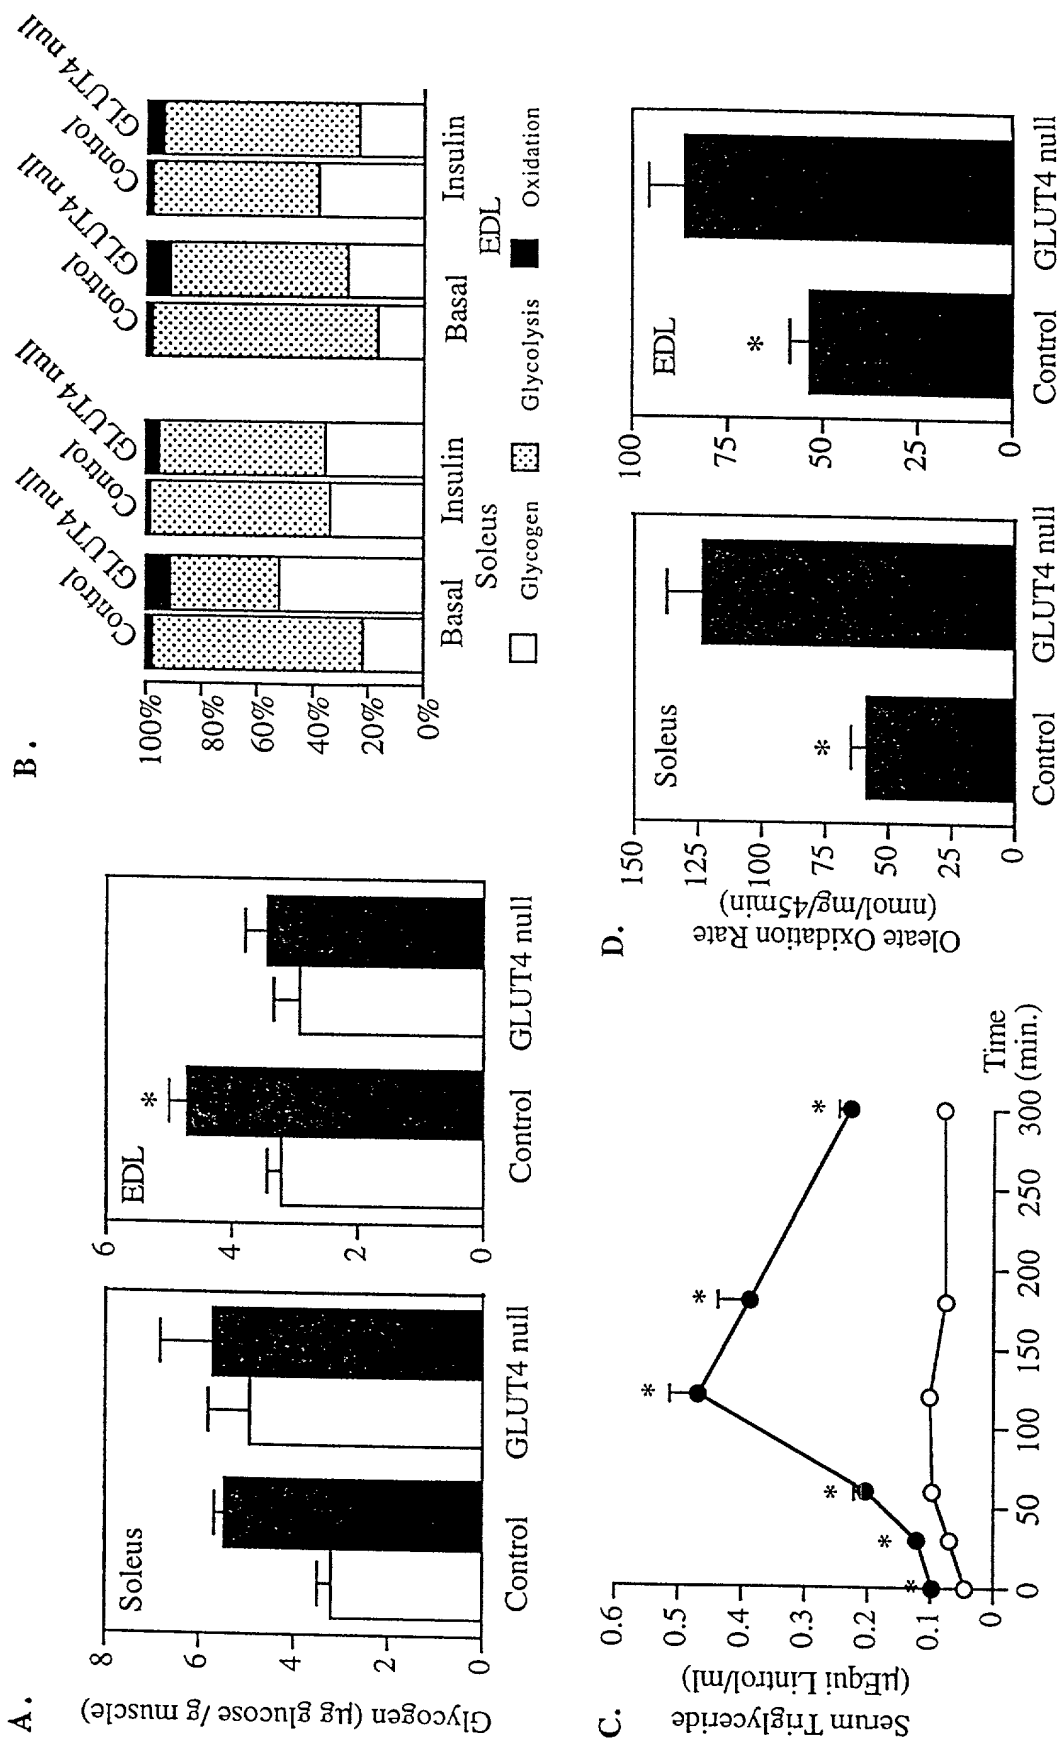 A.
Glycogen (µg glucose /g muscle)
8
6
4
2
0
Soleus
Control
GLUT4 null
6
4
2
0
EDL
*
Control
GLUT4 null
B.
Control
GLUT4 null
Control
GLUT4 null
Control
GLUT4 null
Control
GLUT4 null
100%
80%
60%
40%
20%
0%
Basal
Insulin
Basal
Insulin
Soleus
EDL
Glycogen
Glycolysis
Oxidation
C.
Serum Triglyceride
(µEqui Lintrol/ml)
0.6
0.5
0.4
0.3
0.2
0.1
0
*
*
*
*
*
*
0
50
100
150
200
250
300
Time
(min.)
D.
Oleate Oxidation Rate
(nmol/mg/45min)
150
125
100
75
50
25
0
Soleus
*
Control
GLUT4 null
100
75
50
25
0
EDL
*
Control
GLUT4 null